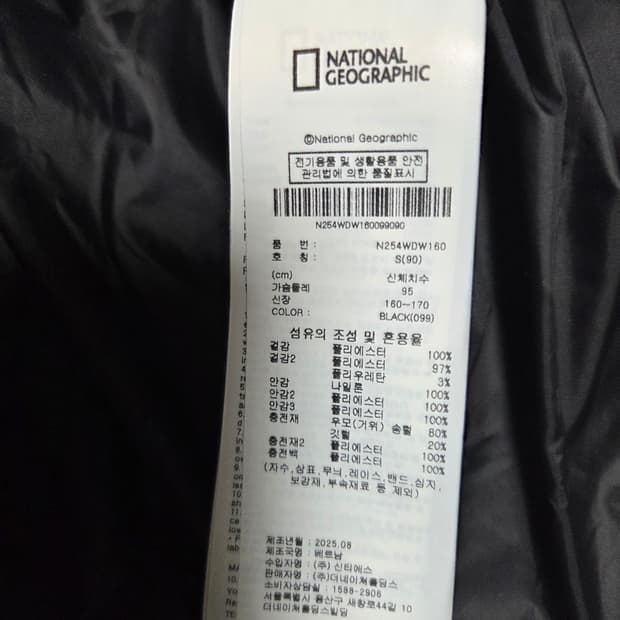 NATIONAL
GEOGRAPHIC
©National Geographic
전기용품 및 생활용품 안전
관리법에 의한 품질표시
N254WDW160099090
품 번 : N254WDW160
호 칭 : S(90)
(cm) 신체치수
가슴둘레 95
신장 160~170
COLOR : BLACK(099)
섬유의 조성 및 혼용율
겉감 폴리에스터 100%
겉감2 폴리에스터 97%
폴리우레탄 3%
안감 나일론 100%
안감2 폴리에스터 100%
안감3 폴리에스터 100%
충전재 우모(거위) 솜털 80%
깃털 20%
충전재2 폴리에스터 100%
충전백 폴리에스터 100%
(자수,상표,무늬,레이스,밴드,심지,
보강재,부속재료 등 제외)
제조년월 : 2025.08
제조국명 : 베트남
수입자명 : (주) 신티에스
판매자명 : (주)더네이쳐홀딩스
소비자상담실 : 1588-2906
서울특별시 용산구 새창로44길 10
더네이쳐홀딩스빌딩